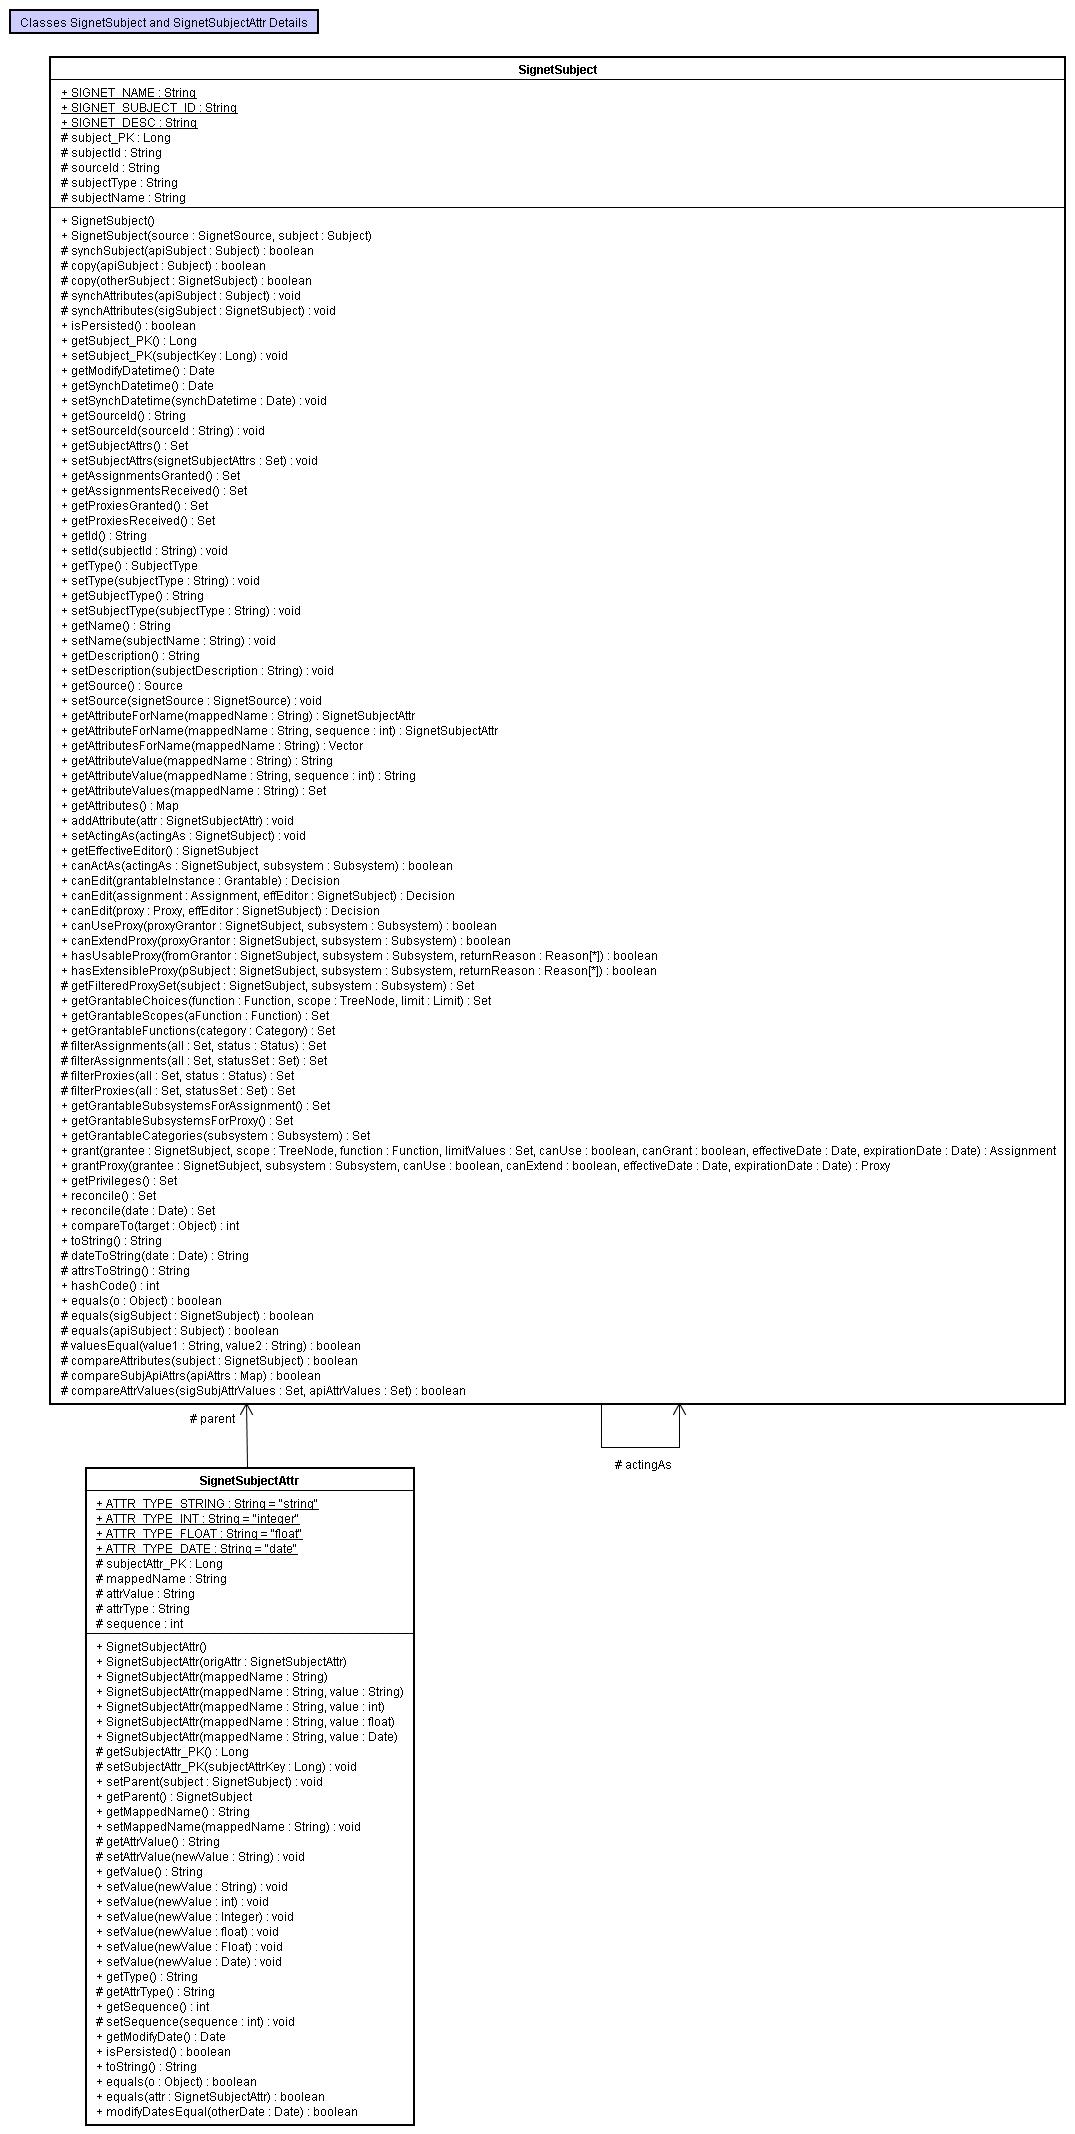 Classes SignetSubject and SignetSubjectAttr Details
SignetSubject
+ SIGNET_NAME : String
+ SIGNET_SUBJECT_ID : String
+ SIGNET_DESC : String
# subject_PK : Long
# subjectId : String
# sourceId : String
# subjectType : String
# subjectName : String
+ SignetSubject()
+ SignetSubject(source : SignetSource, subject : Subject)
# synchSubject(apiSubject : Subject) : boolean
# copy(apiSubject : Subject) : boolean
# copy(otherSubject : SignetSubject) : boolean
# synchAttributes(apiSubject : Subject) : void
# synchAttributes(sigSubject : SignetSubject) : void
+ isPersisted() : boolean
+ getSubject_PK() : Long
+ setSubject_PK(subjectKey : Long) : void
+ getModifyDatetime() : Date
+ getSynchDatetime() : Date
+ setSynchDatetime(synchDatetime : Date) : void
+ getSourceId() : String
+ setSourceId(sourceId : String) : void
+ getSubjectAttrs() : Set
+ setSubjectAttrs(signetSubjectAttrs : Set) : void
+ getAssignmentsGranted() : Set
+ getAssignmentsReceived() : Set
+ getProxiesGranted() : Set
+ getProxiesReceived() : Set
+ getId() : String
+ setId(subjectId : String) : void
+ getType() : SubjectType
+ setType(subjectType : String) : void
+ getSubjectType() : String
+ setSubjectType(subjectType : String) : void
+ getName() : String
+ setName(subjectName : String) : void
+ getDescription() : String
+ setDescription(subjectDescription : String) : void
+ getSource() : Source
+ setSource(signetSource : SignetSource) : void
+ getAttributeForName(mappedName : String) : SignetSubjectAttr
+ getAttributeForName(mappedName : String, sequence : int) : SignetSubjectAttr
+ getAttributesForName(mappedName : String) : Vector
+ getAttributeValue(mappedName : String) : String
+ getAttributeValue(mappedName : String, sequence : int) : String
+ getAttributeValues(mappedName : String) : Set
+ getAttributes() : Map
+ addAttribute(attr : SignetSubjectAttr) : void
+ setActingAs(actingAs : SignetSubject) : void
+ getEffectiveEditor() : SignetSubject
+ canActAs(actingAs : SignetSubject, subsystem : Subsystem) : boolean
+ canEdit(grantableInstance : Grantable) : Decision
+ canEdit(assignment : Assignment, effEditor : SignetSubject) : Decision
+ canEdit(proxy : Proxy, effEditor : SignetSubject) : Decision
+ canUseProxy(proxyGrantor : SignetSubject, subsystem : Subsystem) : boolean
+ canExtendProxy(proxyGrantor : SignetSubject, subsystem : Subsystem) : boolean
+ hasUsableProxy(fromGrantor : SignetSubject, subsystem : Subsystem, returnReason : Reason[*]) : boolean
+ hasExtensibleProxy(pSubject : SignetSubject, subsystem : Subsystem, returnReason : Reason[*]) : boolean
# getFilteredProxySet(subject : SignetSubject, subsystem : Subsystem) : Set
+ getGrantableChoices(function : Function, scope : TreeNode, limit : Limit) : Set
+ getGrantableScopes(aFunction : Function) : Set
+ getGrantableFunctions(category : Category) : Set
# filterAssignments(all : Set, status : Status) : Set
# filterAssignments(all : Set, statusSet : Set) : Set
# filterProxies(all : Set, status : Status) : Set
# filterProxies(all : Set, statusSet : Set) : Set
+ getGrantableSubsystemsForAssignment() : Set
+ getGrantableSubsystemsForProxy() : Set
+ getGrantableCategories(subsystem : Subsystem) : Set
+ grant(grantee : SignetSubject, scope : TreeNode, function : Function, limitValues : Set, canUse : boolean, canGrant : boolean, effectiveDate : Date, expirationDate : Date) : Assignment
+ grantProxy(grantee : SignetSubject, subsystem : Subsystem, canUse : boolean, canExtend : boolean, effectiveDate : Date, expirationDate : Date) : Proxy
+ getPrivileges() : Set
+ reconcile() : Set
+ reconcile(date : Date) : Set
+ compareTo(target : Object) : int
+ toString() : String
# dateToString(date : Date) : String
# attrsToString() : String
+ hashCode() : int
+ equals(o : Object) : boolean
# equals(sigSubject : SignetSubject) : boolean
# equals(apiSubject : Subject) : boolean
# valuesEqual(value1 : String, value2 : String) : boolean
# compareAttributes(subject : SignetSubject) : boolean
# compareSubjApiAttrs(apiAttrs : Map) : boolean
# compareAttrValues(sigSubjAttrValues : Set, apiAttrValues : Set) : boolean
# parent
# actingAs
SignetSubjectAttr
+ ATTR_TYPE_STRING : String = "string"
+ ATTR_TYPE_INT : String = "integer"
+ ATTR_TYPE_FLOAT : String = "float"
+ ATTR_TYPE_DATE : String = "date"
# subjectAttr_PK : Long
# mappedName : String
# attrValue : String
# attrType : String
# sequence : int
+ SignetSubjectAttr()
+ SignetSubjectAttr(origAttr : SignetSubjectAttr)
+ SignetSubjectAttr(mappedName : String)
+ SignetSubjectAttr(mappedName : String, value : String)
+ SignetSubjectAttr(mappedName : String, value : int)
+ SignetSubjectAttr(mappedName : String, value : float)
+ SignetSubjectAttr(mappedName : String, value : Date)
# getSubjectAttr_PK() : Long
# setSubjectAttr_PK(subjectAttrKey : Long) : void
+ setParent(subject : SignetSubject) : void
+ getParent() : SignetSubject
+ getMappedName() : String
+ setMappedName(mappedName : String) : void
# getAttrValue() : String
# setAttrValue(newValue : String) : void
+ getValue() : String
+ setValue(newValue : String) : void
+ setValue(newValue : int) : void
+ setValue(newValue : Integer) : void
+ setValue(newValue : float) : void
+ setValue(newValue : Float) : void
+ setValue(newValue : Date) : void
+ getType() : String
# getAttrType() : String
+ getSequence() : int
# setSequence(sequence : int) : void
+ getModifyDate() : Date
+ isPersisted() : boolean
+ toString() : String
+ equals(o : Object) : boolean
+ equals(attr : SignetSubjectAttr) : boolean
+ modifyDatesEqual(otherDate : Date) : boolean